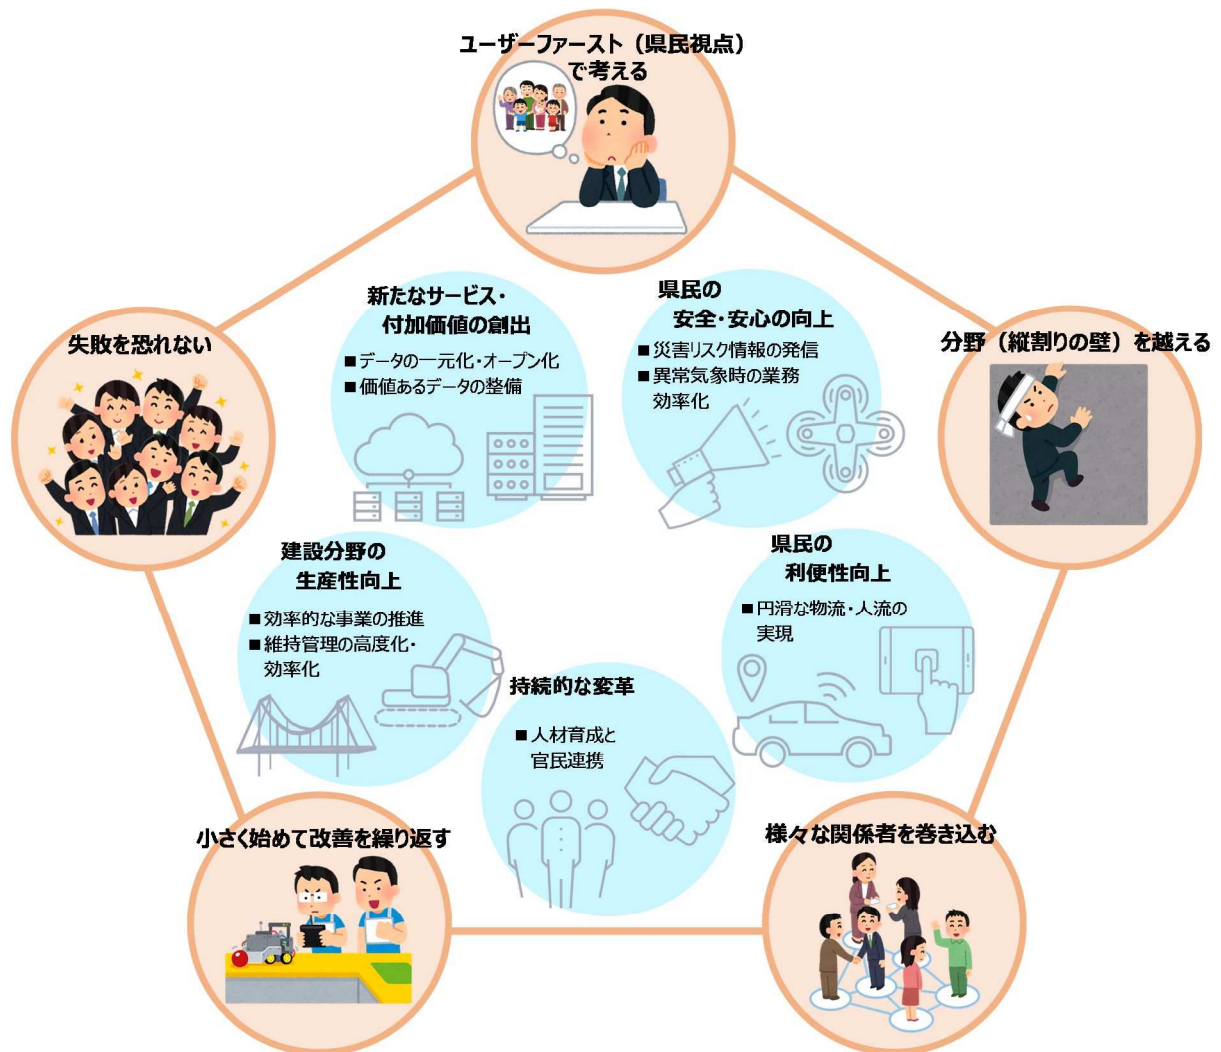 ユーザーファースト（県民視点）
で考える
新たなサービス・
付加価値の創出
■データの一元化・オープン化
■価値あるデータの整備
県民の
安全・安心の向上
■災害リスク情報の発信
■異常気象時の業務
効率化
失敗を恐れない
分野（縦割りの壁）を越える
建設分野の
生産性向上
■効率的な事業の推進
■維持管理の高度化・
効率化
県民の
利便性向上
■円滑な物流・人流の
実現
持続的な変革
■人材育成と
官民連携
小さく始めて改善を繰り返す
様々な関係者を巻き込む